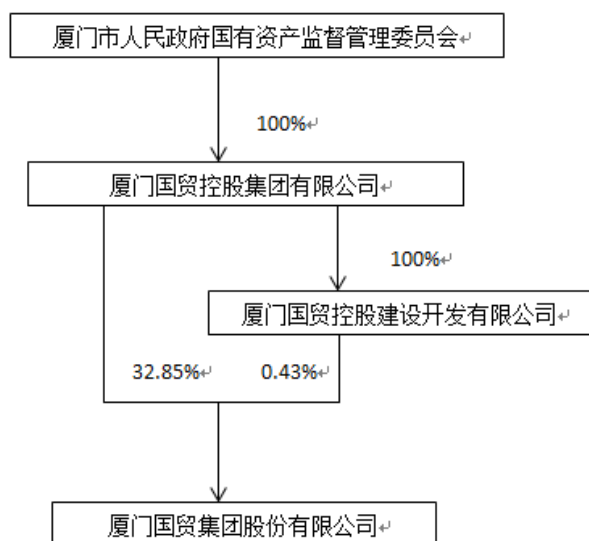 厦门市人民政府国有资产监督管理委员会
100%
厦门国贸控股集团有限公司
100%
厦门国贸控股建设开发有限公司
32.85%
0.43%
厦门国贸集团股份有限公司